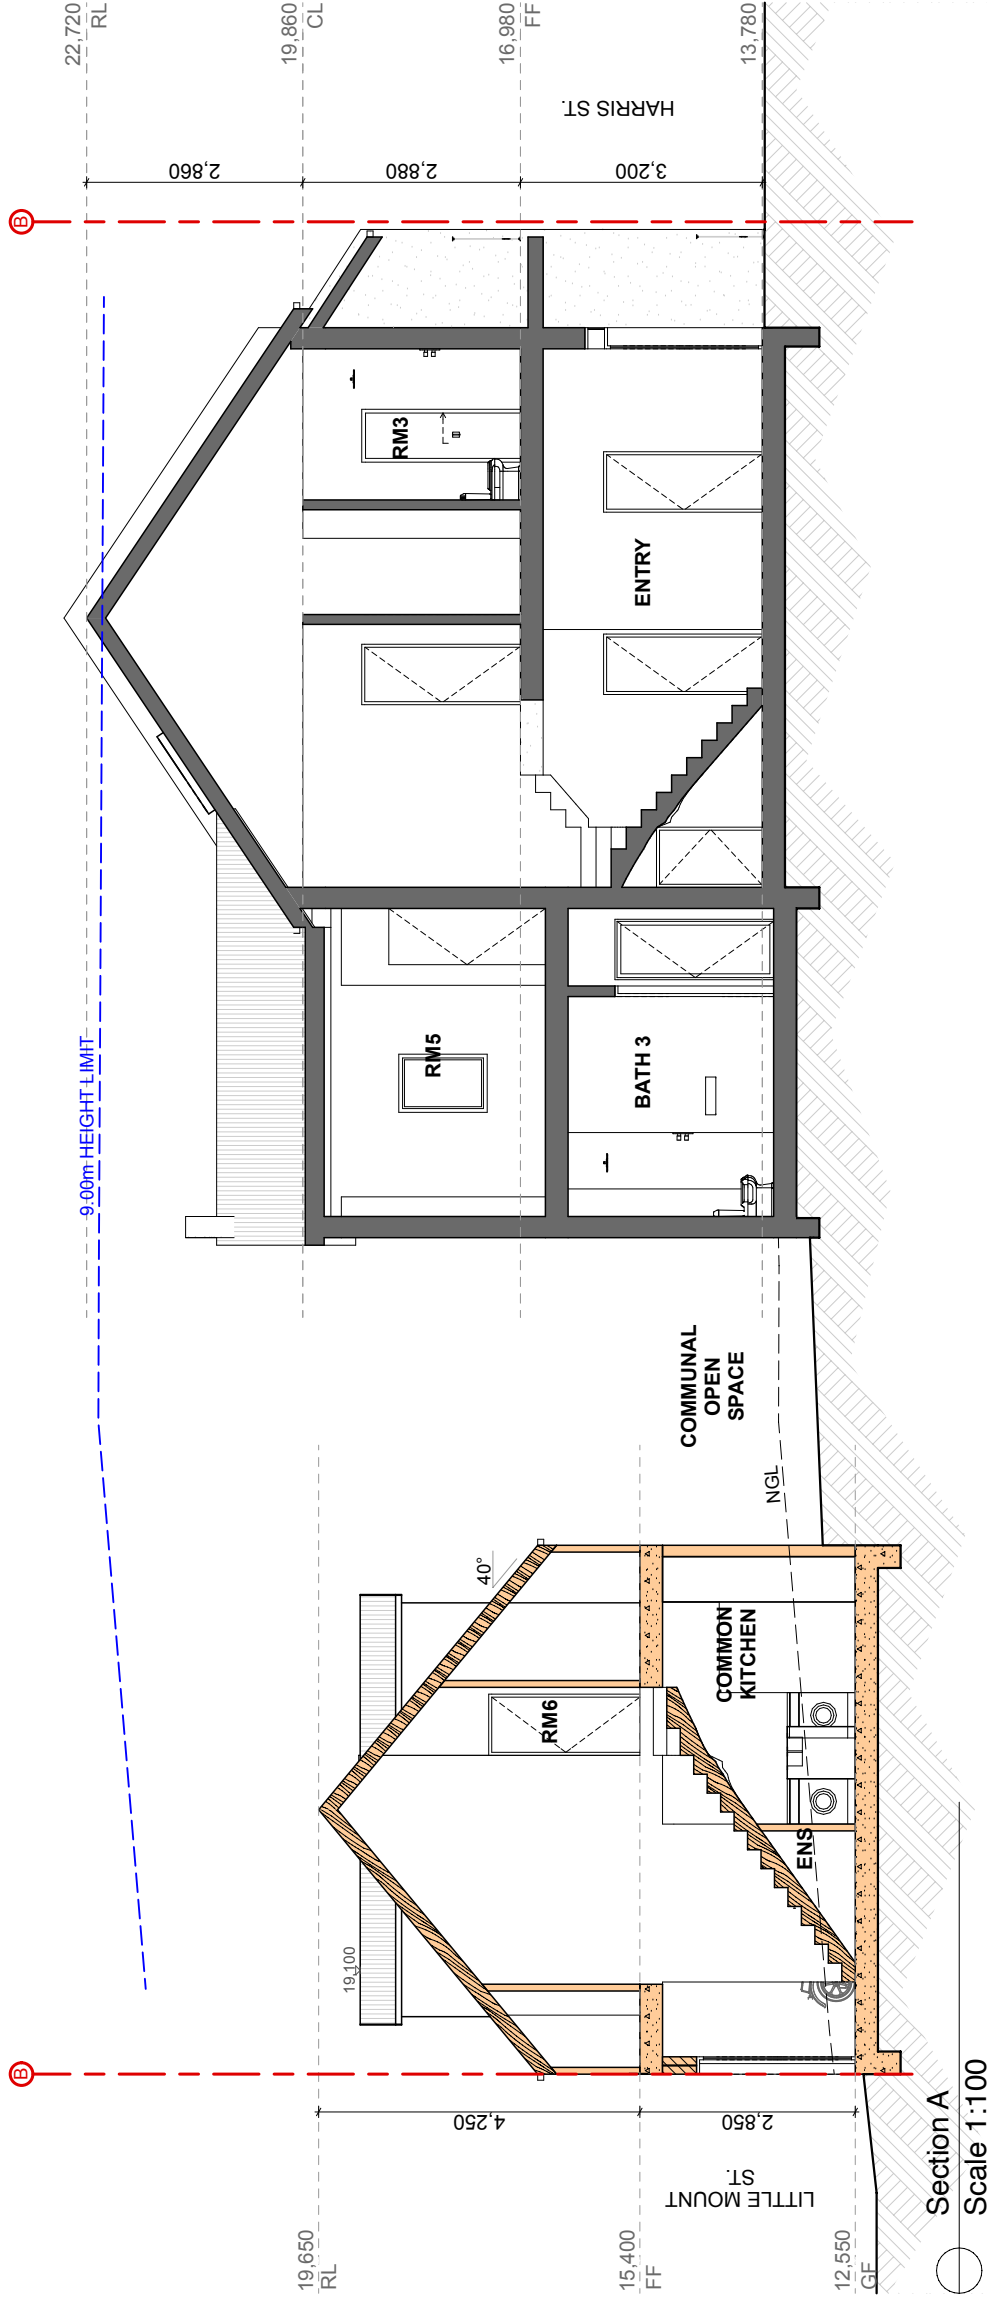 22,720
RL
19,860
CL
16,980
FF
13,780
HARRIS ST.
2,860
2,880
3,200
B
RM3
ENTRY
9.00m HEIGHT LIMIT
RM5
BATH 3
COMMUNAL
OPEN
SPACE
NGL
40°
COMMON
KITCHEN
RM6
ENS
19,100
B
4,250
2,850
LITTLE MOUNT
ST.
19,650
RL
15,400
FF
12,550
GF
Section A
Scale 1:100